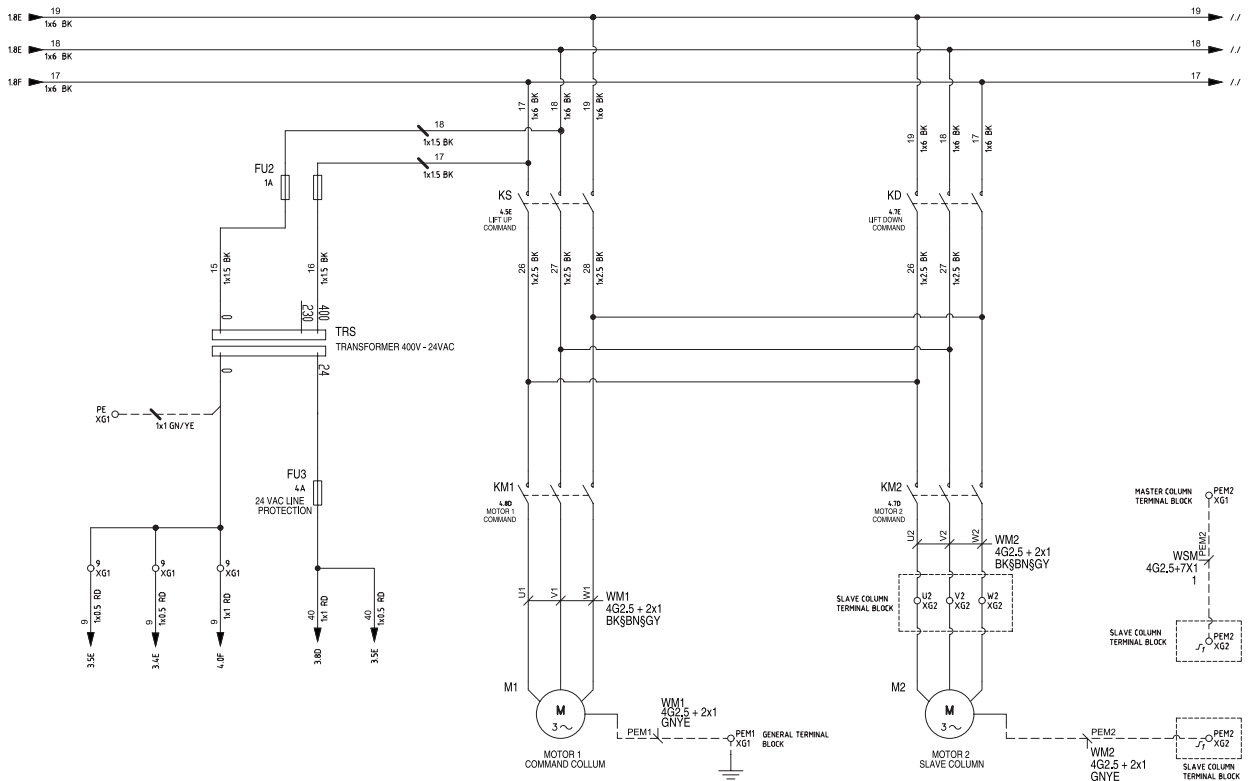 1.8E 19 1x6 BK 19 /./
1.8E 18 1x6 BK 18 /./
1.8F 17 1x6 BK 17 /./
17 1x6 BK
18 1x6 BK
19 1x6 BK
19 1x6 BK
18 1x6 BK
17 1x6 BK
18
1x1.5 BK
17
1x1.5 BK
FU2
1A
KS
4.5E
LIFT UP
COMMAND
KD
4.7E
LIFT DOWN
COMMAND
15 1x1.5 BK
16 1x1.5 BK
26 1x2.5 BK
27 1x2.5 BK
28 1x2.5 BK
26 1x2.5 BK
27 1x2.5 BK
0
230
400
TRS
TRANSFORMER 400V - 24VAC
0
24
PE
XG1
1x1 GN/YE
FU3
4A
24 VAC LINE
PROTECTION
KM1
4.8D
MOTOR 1
COMMAND
KM2
4.7D
MOTOR 2
COMMAND
MASTER COLUMN
TERMINAL BLOCK
PEM2
XG1
PEM2
WSM
4G2.5+7X1
1
U2
V2
W2
WM2
4G2.5 + 2x1
BK§BN§GY
9
XG1
9
XG1
9
XG1
9 1x0.5 RD
9 1x0.5 RD
9 1x1 RD
40 1x1 RD
40 1x0.5 RD
3.5E
3.4E
4.0F
3.8D
3.5E
U1
V1
W1
WM1
4G2.5 + 2x1
BK§BN§GY
SLAVE COLUMN
TERMINAL BLOCK
U2
XG2
V2
XG2
W2
XG2
SLAVE COLUMN
TERMINAL BLOCK
PEM2
XG2
M1
M
3 ~
MOTOR 1
COMMAND COLLUM
WM1
4G2.5 + 2x1
GNYE
PEM1
PEM1
XG1
GENERAL TERMINAL
BLOCK
M2
M
3 ~
MOTOR 2
SLAVE COLUMN
PEM2
WM2
4G2.5 + 2x1
GNYE
PEM2
XG2
SLAVE COLUMN
TERMINAL BLOCK